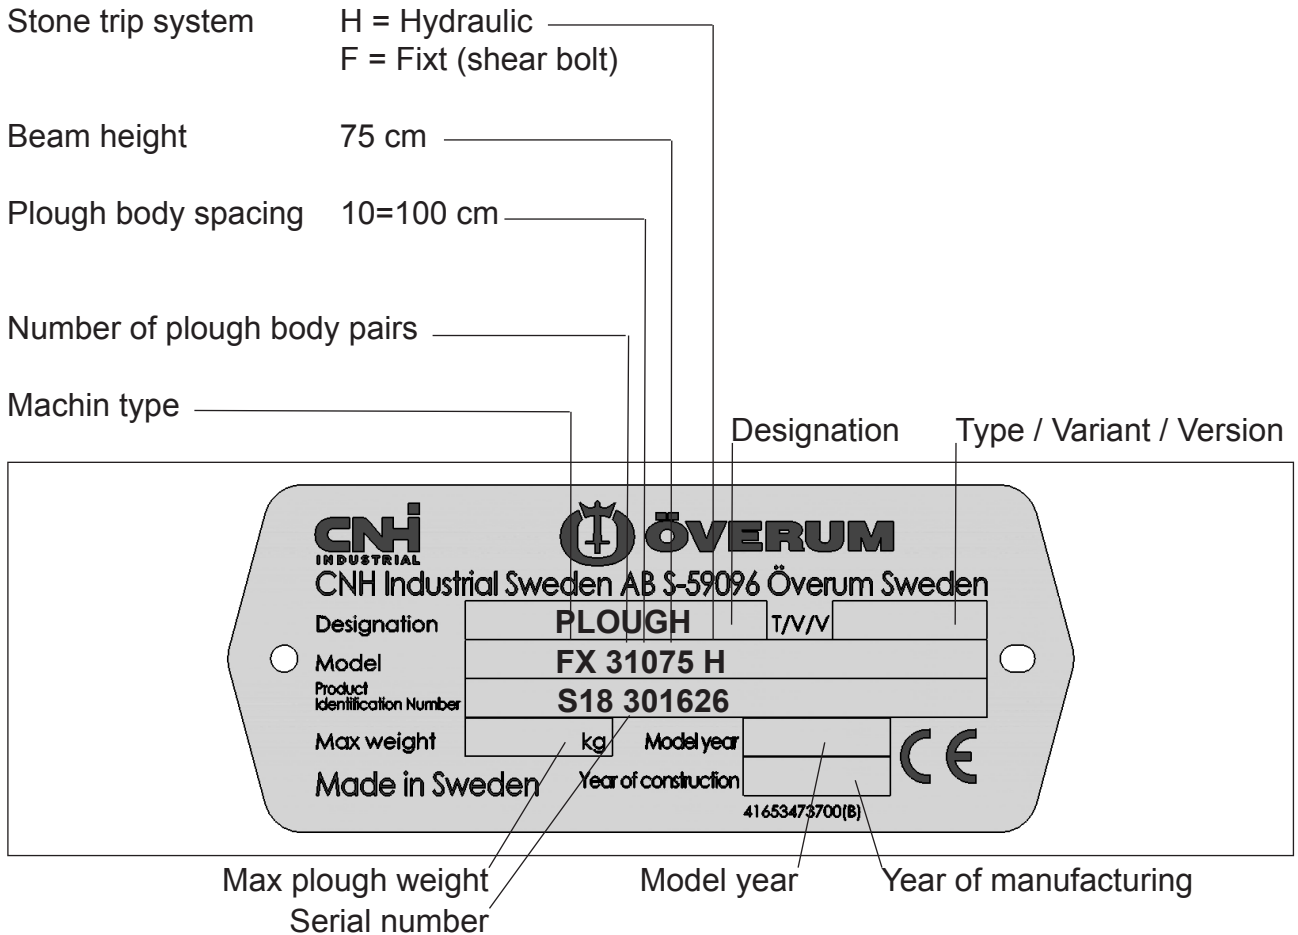 Stone trip system H = Hydraulic
F = Fixt (shear bolt)
Beam height 75 cm
Plough body spacing 10=100 cm
Number of plough body pairs
Machin type
Designation Type / Variant / Version
CNH INDUSTRIAL ÖVERUM
CNH Industrial Sweden AB S-59096 Överum Sweden
Designation PLOUGH T/V/V
Model FX 31075 H
Product Identification Number S18 301626
Max weight kg Model year CE
Made in Sweden Year of construction
41653473700(B)
Max plough weight Model year Year of manufacturing
Serial number